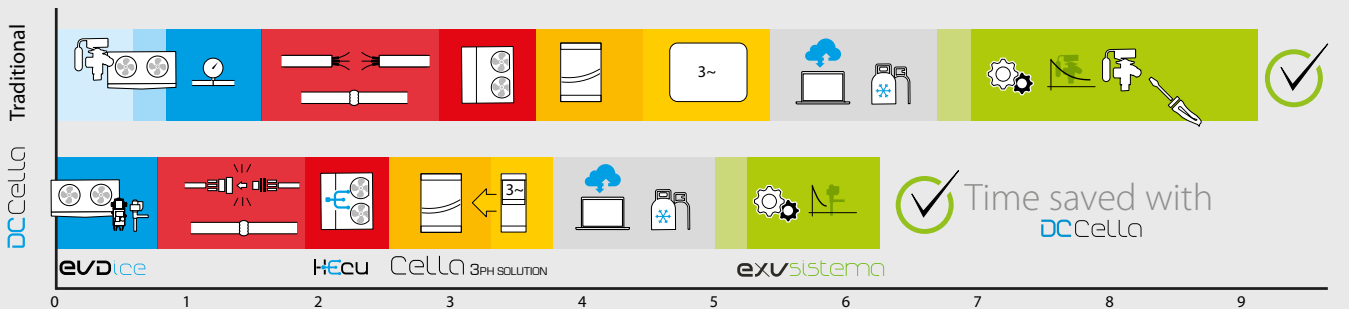 Traditional
3~
DCCella
3~
Time saved with
DCCella
evDice
HECU
Cella 3PH SOLUTION
exvsistema
0 1 2 3 4 5 6 7 8 9